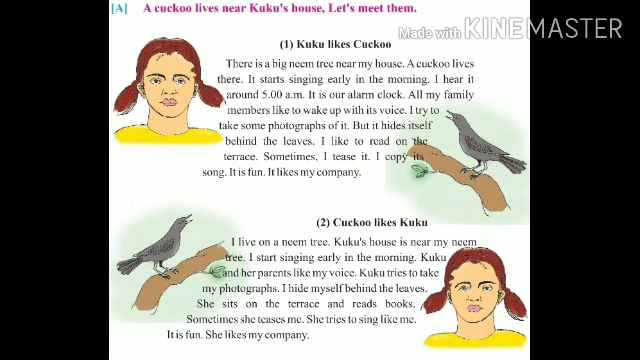 [A] A cuckoo lives near Kuku's house, Let's meet them.
Made with KINEMASTER
(1) Kuku likes Cuckoo
There is a big neem tree near my house. A cuckoo lives
there. It starts singing early in the morning. I hear it
around 5.00 a.m. It is our alarm clock. All my family
members like to wake up with its voice. I try to
take some photographs of it. But it hides itself
behind the leaves. I like to read on the
terrace. Sometimes, I tease it. I copy its
song. It is fun. It likes my company.
(2) Cuckoo likes Kuku
I live on a neem tree. Kuku's house is near my neem
tree. I start singing early in the morning. Kuku
and her parents like my voice. Kuku tries to take
my photographs. I hide myself behind the leaves.
She sits on the terrace and reads books.
Sometimes she teases me. She tries to sing like me.
It is fun. She likes my company.